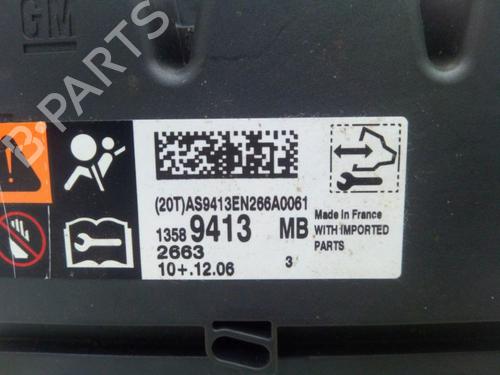 GM
B-PARTS
(20T)AS9413EN266A0061
1358 9413 MB
2663
10+.12.06 3
Made in France
WITH IMPORTED
PARTS